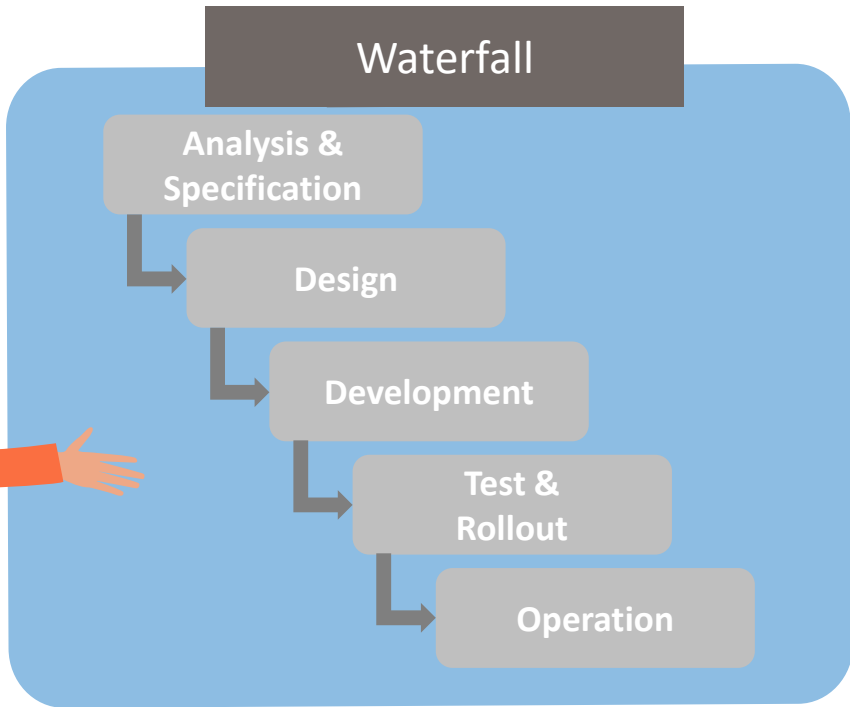 Waterfall
Analysis &
Specification
Design
Development
Test &
Rollout
Operation